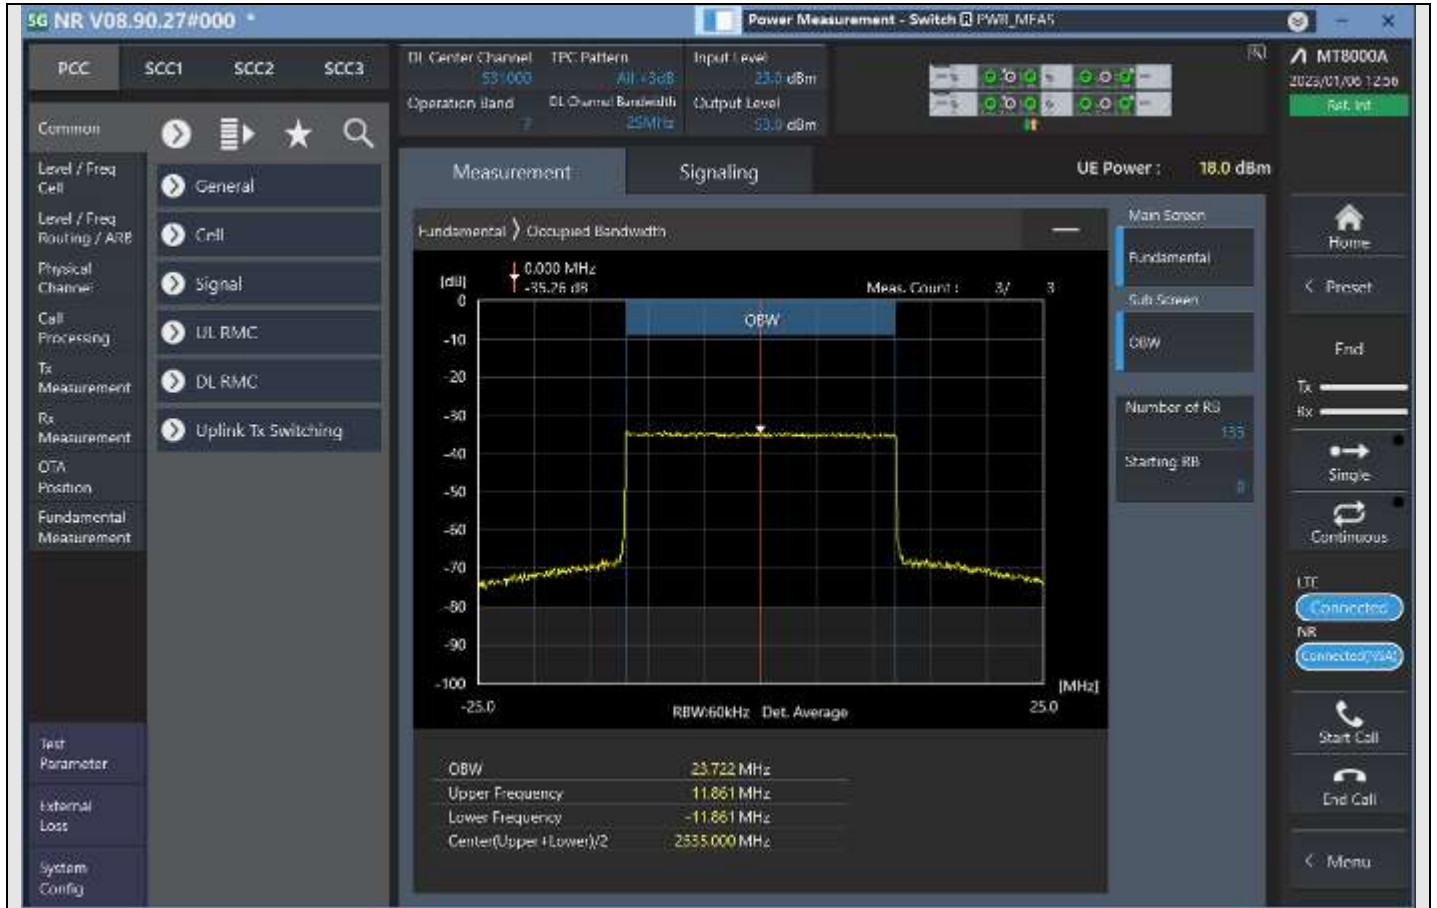 5G NR V08.90.27#000 *
Power Measurement - Switch PWR_MEAS
PCC SCC1 SCC2 SCC3
DL Center Channel TPC Pattern Input Level
531000 All +3dB 23.0 dBm
Operation Band DL Channel Bandwidth Output Level
7 25MHz 53.0 dBm
MT8000A
2023/01/06 12:56
Ref. Int
Common
Level / Freq
Cell
Level / Freq
Routing / ARB
Physical
Channel
Call
Processing
Tx
Measurement
Rx
Measurement
OTA
Position
Fundamental
Measurement
Test
Parameter
External
Loss
System
Config
General
Cell
Signal
UL RMC
DL RMC
Uplink Tx Switching
Measurement Signaling
UE Power : 18.0 dBm
Fundamental > Occupied Bandwidth
0.000 MHz
[dB] -35.26 dB Meas. Count : 3/ 3
OBW
0
-10
-20
-30
-40
-50
-60
-70
-80
-90
-100
[MHz]
-25.0 RBW:60kHz Det. Average 25.0
OBW 23.722 MHz
Upper Frequency 11.861 MHz
Lower Frequency -11.861 MHz
Center(Upper+Lower)/2 2535.000 MHz
Main Screen
Fundamental
Sub Screen
OBW
Number of RB
133
Starting RB
0
Home
< Preset
End
Tx
Rx
Single
Continuous
LTE
Connected
NR
Connected(NSA)
Start Call
End Call
< Menu